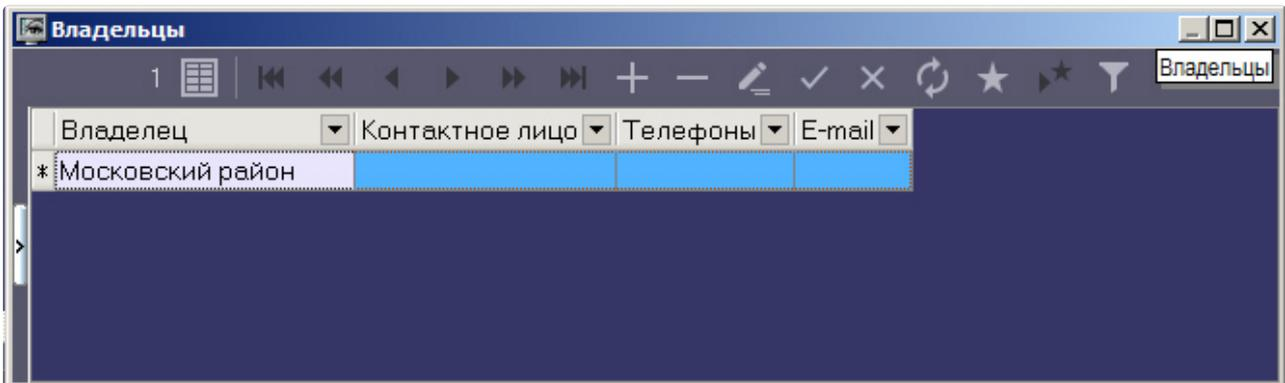 Владельцы
1
Владельцы
Владелец Контактное лицо Телефоны E-mail
* Московский район